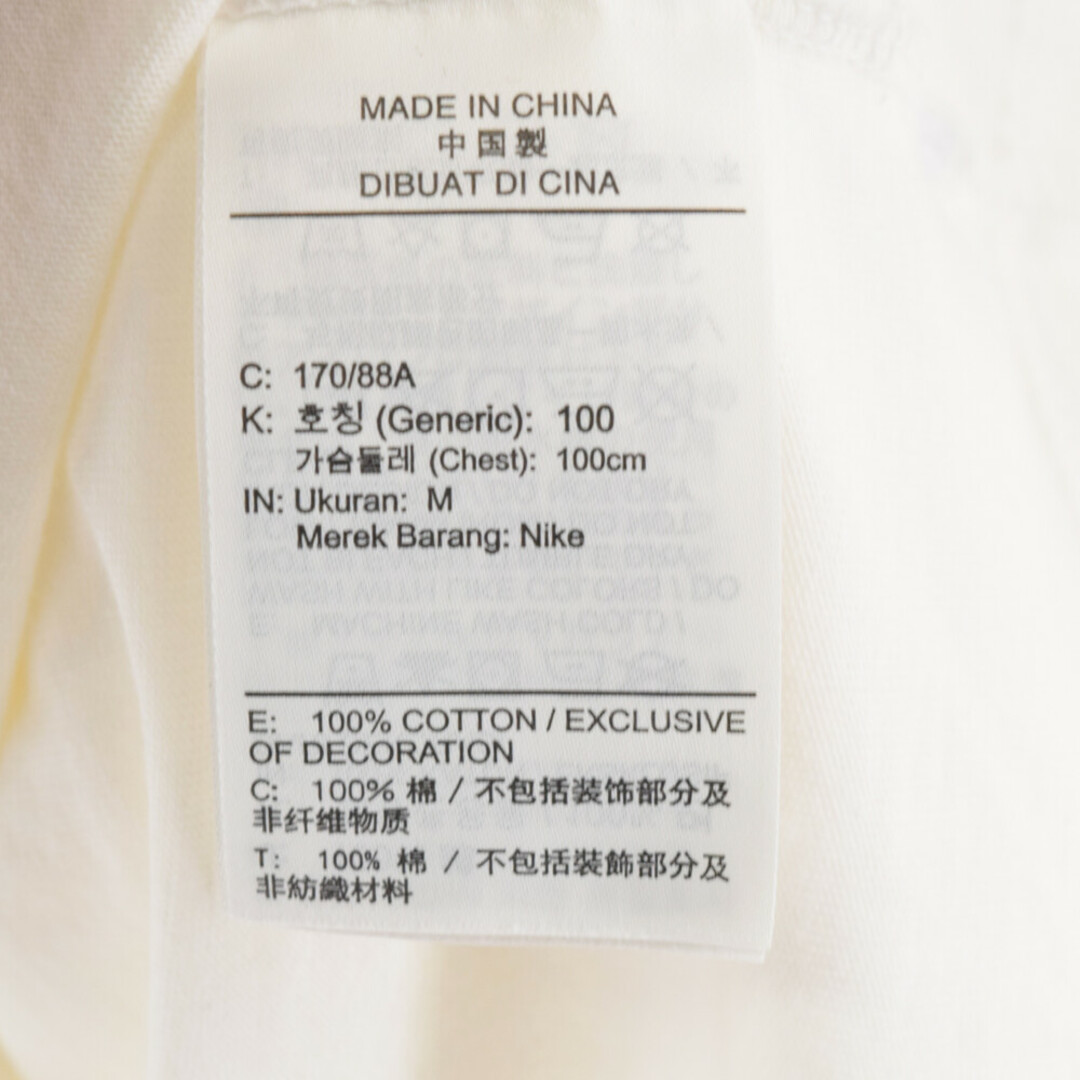 MADE IN CHINA
中国製
DIBUAT DI CINA
C: 170/88A
K: 호칭 (Generic): 100
가슴둘레 (Chest): 100cm
IN: Ukuran: M
Merek Barang: Nike
E: 100% COTTON / EXCLUSIVE
OF DECORATION
C: 100% 棉 / 不包括装饰部分及
非纤维物质
T: 100% 棉 / 不包括裝飾部分及
非紡織材料